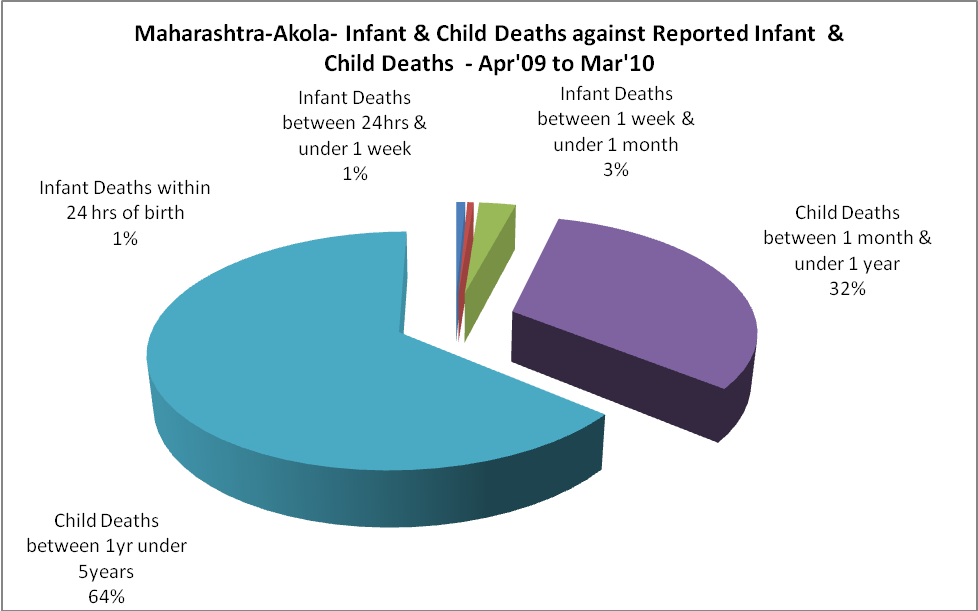 Maharashtra-Akola- Infant & Child Deaths against Reported Infant &
Child Deaths - Apr'09 to Mar'10
Infant Deaths
between 24hrs &
under 1 week
1%
Infant Deaths
between 1 week &
under 1 month
3%
Infant Deaths within
24 hrs of birth
1%
Child Deaths
between 1 month &
under 1 year
32%
Child Deaths
between 1yr under
5years
64%